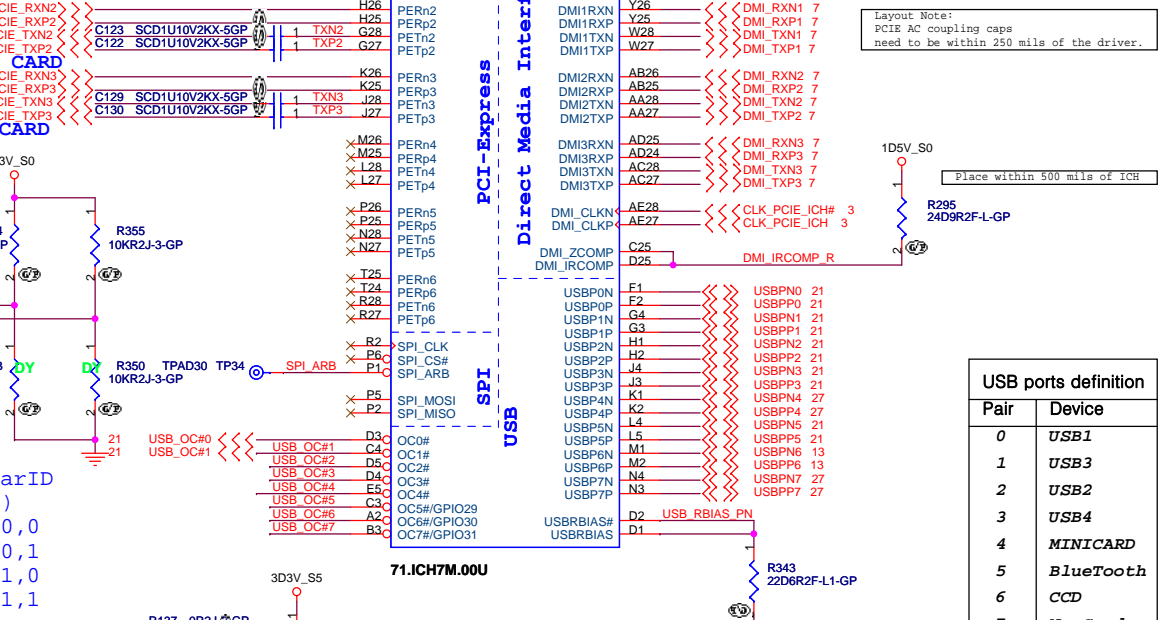 CIE_RXN2
CIE_RXP2
CIE_TXN2
CIE_TXP2
C123 SCD1U10V2KX-5GP 1 TXN2
C122 SCD1U10V2KX-5GP 1 TXP2
CARD
CIE_RXN3
CIE_RXP3
CIE_TXN3
CIE_TXP3
C129 SCD1U10V2KX-5GP 1 TXN3
C130 SCD1U10V2KX-5GP 1 TXP3
CARD
H26 PERn2
H25 PERp2
G28 PETn2
G27 PETp2
K26 PERn3
K25 PERp3
J28 PETn3
J27 PETp3
M26 PERn4
M25 PERp4
L28 PETn4
L27 PETp4
P26 PERn5
P25 PERp5
N28 PETn5
N27 PETp5
T25 PERn6
T24 PERp6
R28 PETn6
R27 PETp6
R2 SPI_CLK
P6 SPI_CS#
P1 SPI_ARB
P5 SPI_MOSI
P2 SPI_MISO
D3 OC0#
C4 OC1#
D5 OC2#
D4 OC3#
E5 OC4#
C3 OC5#/GPIO29
A2 OC6#/GPIO30
B3 OC7#/GPIO31
PCI-Express
Direct Media Interf
SPI
USB
DMI1RXN Y26 DMI_RXN1 7
DMI1RXP Y25 DMI_RXP1 7
DMI1TXN W28 DMI_TXN1 7
DMI1TXP W27 DMI_TXP1 7
DMI2RXN AB26 DMI_RXN2 7
DMI2RXP AB25 DMI_RXP2 7
DMI2TXN AA28 DMI_TXN2 7
DMI2TXP AA27 DMI_TXP2 7
DMI3RXN AD25 DMI_RXN3 7
DMI3RXP AD24 DMI_RXP3 7
DMI3TXN AC28 DMI_TXN3 7
DMI3TXP AC27 DMI_TXP3 7
DMI_CLKN AE28 CLK_PCIE_ICH# 3
DMI_CLKP AE27 CLK_PCIE_ICH 3
DMI_ZCOMP C25
DMI_IRCOMP D25 DMI_IRCOMP_R
USBP0N F1 USBPN0 21
USBP0P F2 USBPP0 21
USBP1N G4 USBPN1 21
USBP1P G3 USBPP1 21
USBP2N H1 USBPN2 21
USBP2P H2 USBPP2 21
USBP3N J4 USBPN3 21
USBP3P J3 USBPP3 21
USBP4N K1 USBPN4 27
USBP4P K2 USBPP4 27
USBP5N L4 USBPN5 21
USBP5P L5 USBPP5 21
USBP6N M1 USBPN6 13
USBP6P M2 USBPP6 13
USBP7N N4 USBPN7 27
USBP7P N3 USBPP7 27
USBRBIAS# D2 USB_RBIAS_PN
USBRBIAS D1
71.ICH7M.00U
Layout Note:
PCIE AC coupling caps
need to be within 250 mils of the driver.
1D5V_S0
Place within 500 mils of ICH
1
R295
24D9R2F-L-GP
2
3V_S0
1 1
R355
10KR2J-3-GP
2 2
1 1
DY DY
R350
10KR2J-3-GP
2 2
TPAD30 TP34 SPI_ARB
21 USB_OC#0
21 USB_OC#1
USB_OC#1
USB_OC#2
USB_OC#3
USB_OC#4
USB_OC#5
USB_OC#6
USB_OC#7
arID
)
0,0
0,1
1,0
1,1
3D3V_S5
1
1
R343
22D6R2F-L1-GP
2
USB ports definition
Pair Device
0 USB1
1 USB3
2 USB2
3 USB4
4 MINICARD
5 BlueTooth
6 CCD